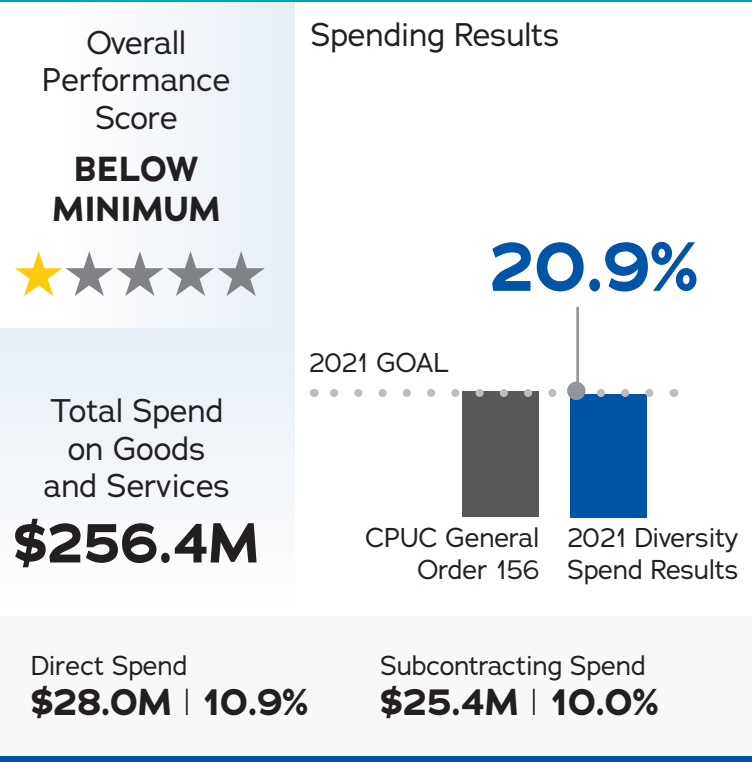 Overall
Performance
Score
BELOW
MINIMUM
Total Spend
on Goods
and Services
$256.4M
Spending Results
20.9%
2021 GOAL
CPUC General
Order 156
2021 Diversity
Spend Results
Direct Spend
$28.0M | 10.9%
Subcontracting Spend
$25.4M | 10.0%